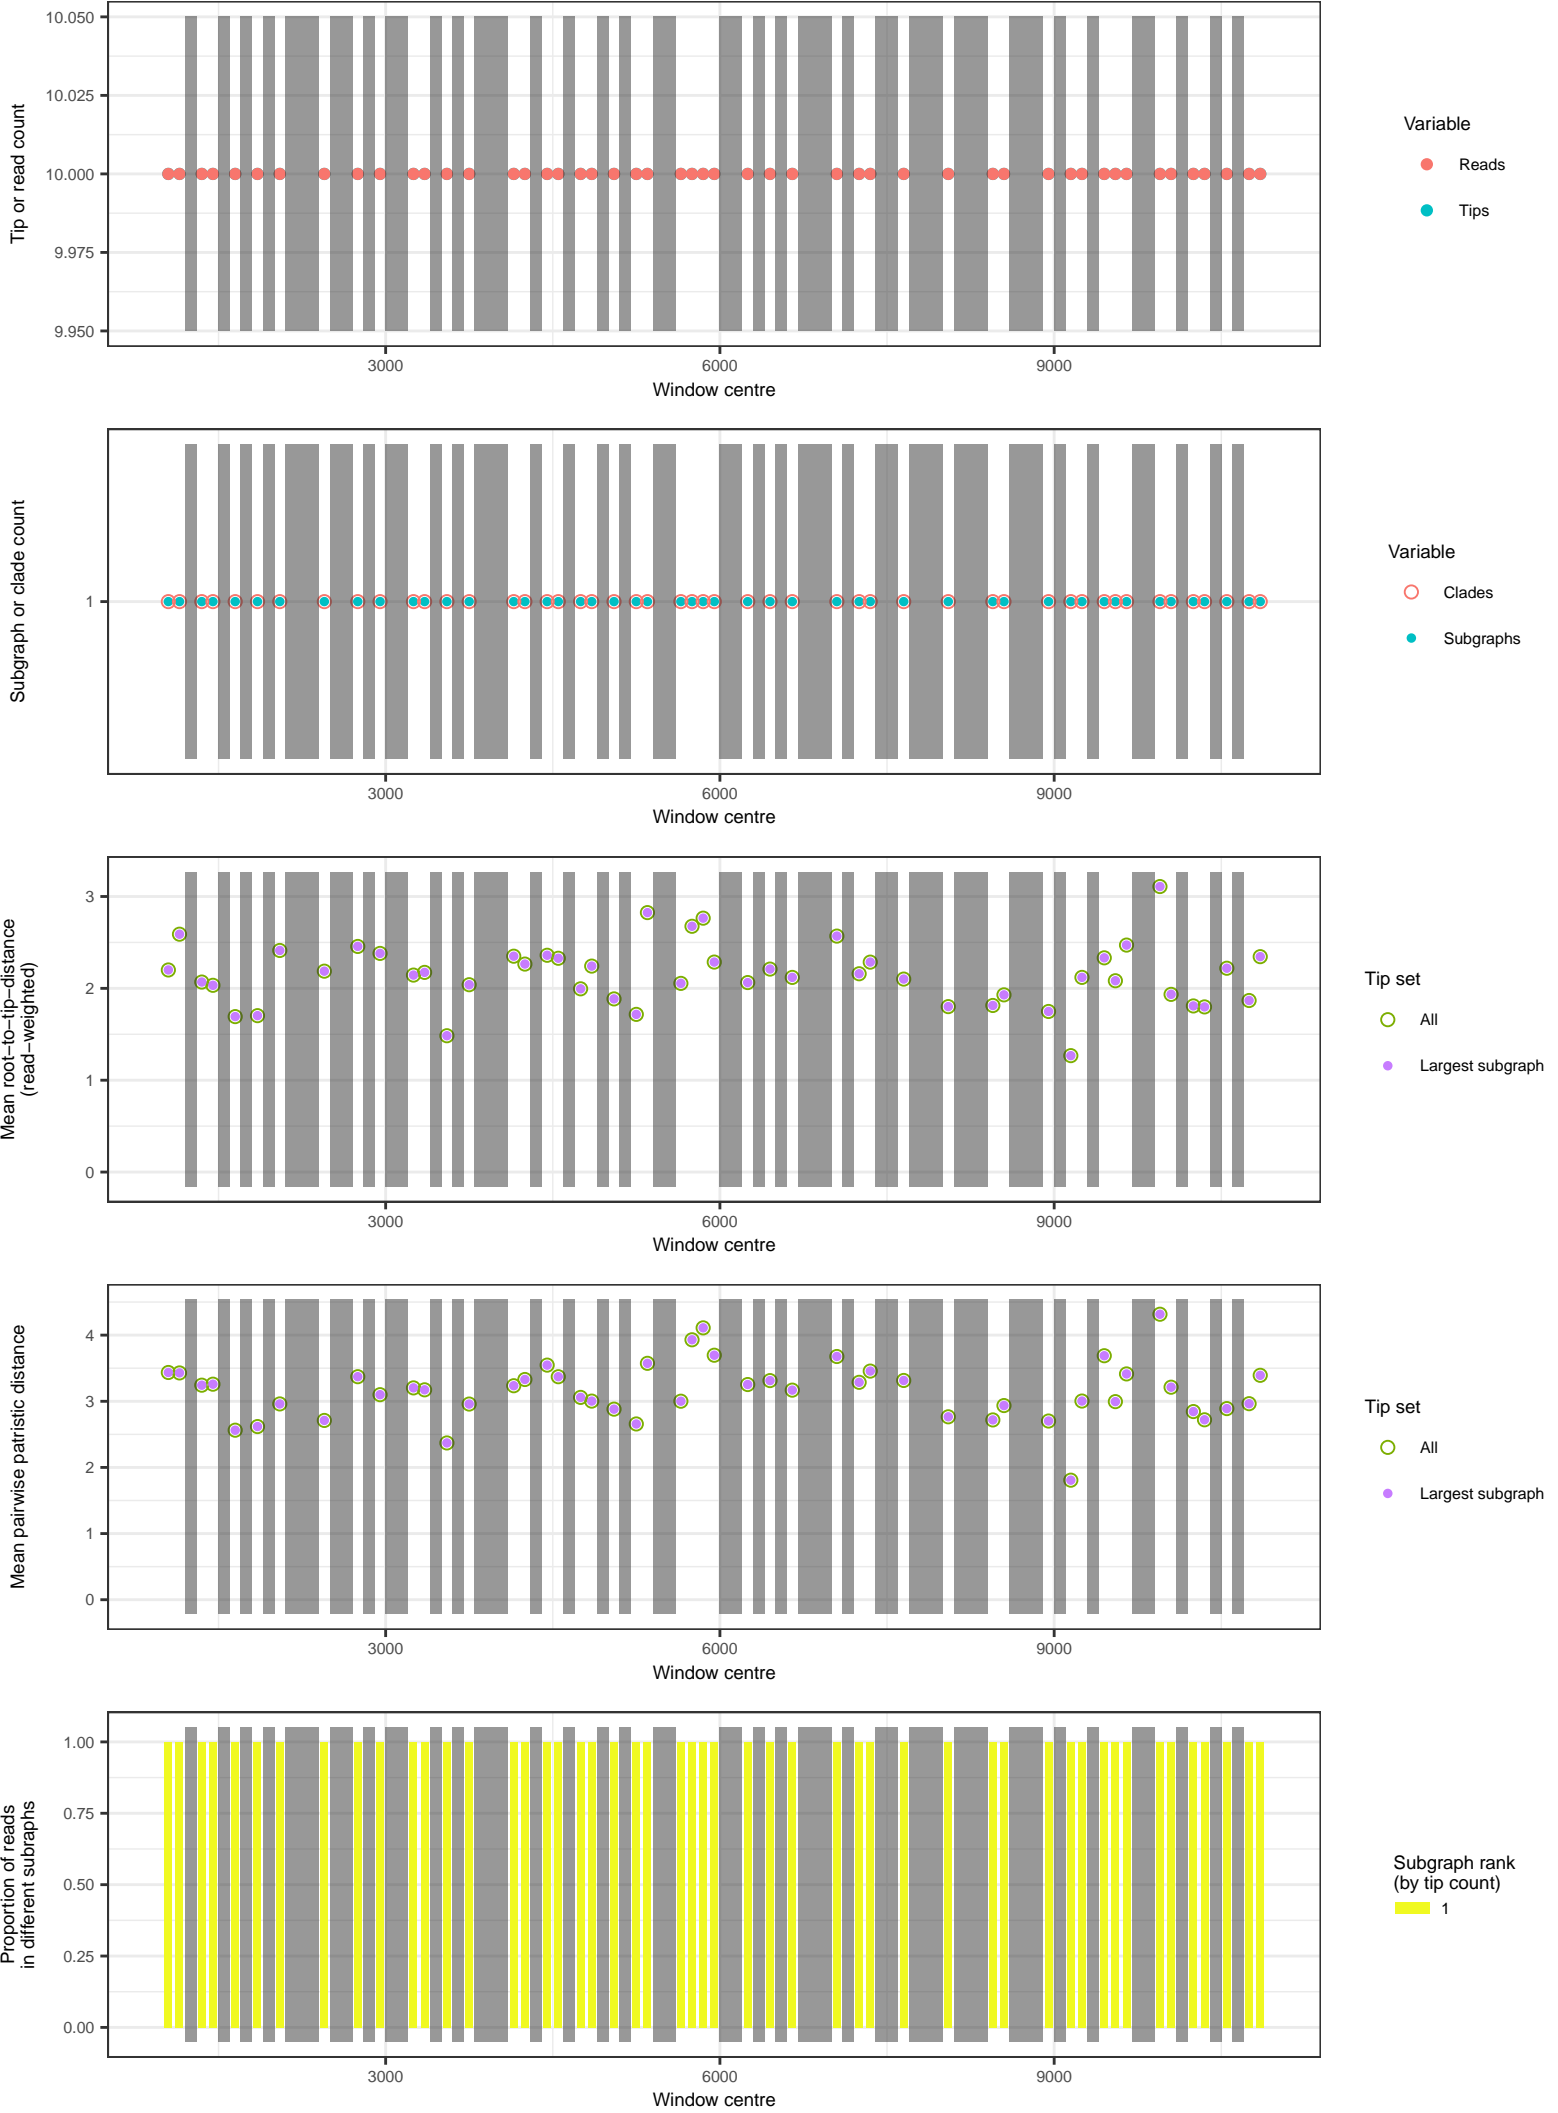 10.050
10.025
10.000
9.975
9.950
Tip or read count
3000
6000
9000
Window centre
Variable
Reads
Tips
1
Subgraph or clade count
3000
6000
9000
Window centre
Variable
Clades
Subgraphs
3
2
1
0
Mean root−to−tip−distance
(read−weighted)
3000
6000
9000
Window centre
Tip set
All
Largest subgraph
4
3
2
1
0
Mean pairwise patristic distance
3000
6000
9000
Window centre
Tip set
All
Largest subgraph
1.00
0.75
0.50
0.25
0.00
Proportion of reads
in different subraphs
3000
6000
9000
Window centre
Subgraph rank
(by tip count)
1